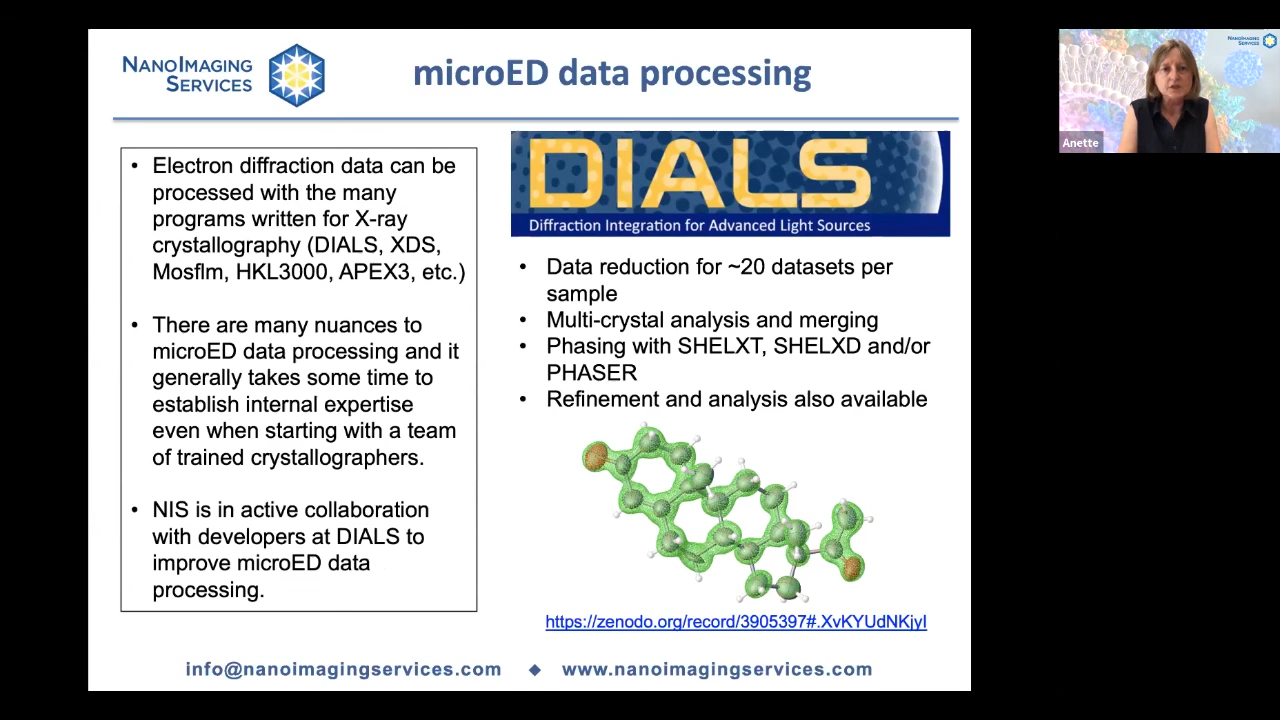 NANOIMAGING
SERVICES
microED data processing
• Electron diffraction data can be
processed with the many
programs written for X-ray
crystallography (DIALS, XDS,
Mosflm, HKL3000, APEX3, etc.)
• There are many nuances to
microED data processing and it
generally takes some time to
establish internal expertise
even when starting with a team
of trained crystallographers.
• NIS is in active collaboration
with developers at DIALS to
improve microED data
processing.
DIALS
Diffraction Integration for Advanced Light Sources
• Data reduction for ~20 datasets per
sample
• Multi-crystal analysis and merging
• Phasing with SHELXT, SHELXD and/or
PHASER
• Refinement and analysis also available
https://zenodo.org/record/3905397#.XvKYUdNKjyI
info@nanoimagingservices.com ◆ www.nanoimagingservices.com
NANOIMAGING
SERVICES
Anette